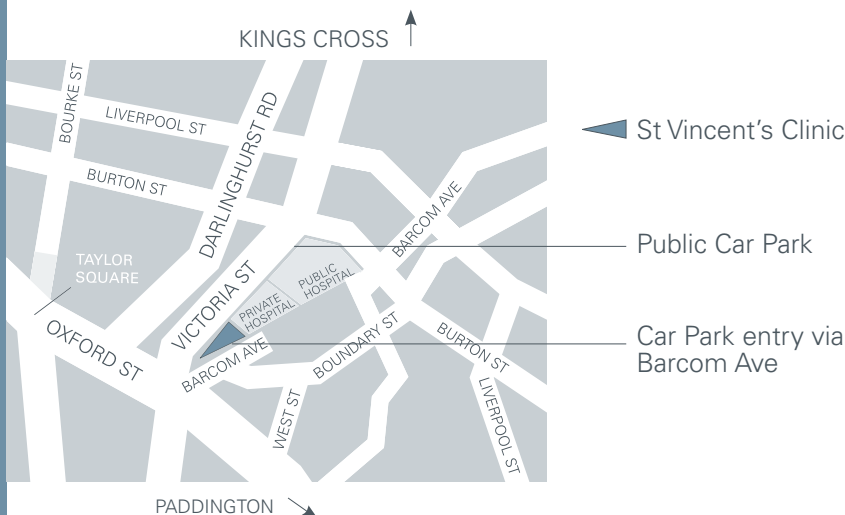 KINGS CROSS
BOURKE ST
LIVERPOOL ST
DARLINGHURST RD
BURTON ST
BARCOM AVE
TAYLOR
SQUARE
VICTORIA ST
PUBLIC
HOSPITAL
PRIVATE
HOSPITAL
OXFORD ST
BARCOM AVE
BOUNDARY ST
BURTON ST
WEST ST
LIVERPOOL ST
PADDINGTON
St Vincent's Clinic
Public Car Park
Car Park entry via
Barcom Ave